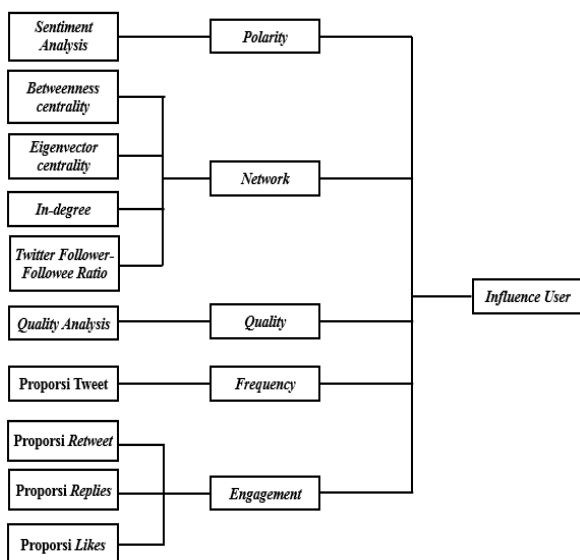 Sentiment
Analysis
Polarity
Betweenness
centrality
Eigenvector
centrality
Network
In-degree
Twitter Follower-
Followee Ratio
Influence User
Quality Analysis
Quality
Proporsi Tweet
Frequency
Proporsi Retweet
Proporsi Replies
Engagement
Proporsi Likes